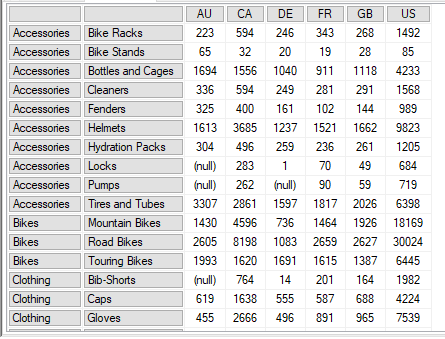 AU CA DE FR GB US
Accessories Bike Racks 223 594 246 343 268 1492
Accessories Bike Stands 65 32 20 19 28 85
Accessories Bottles and Cages 1694 1556 1040 911 1118 4233
Accessories Cleaners 336 594 249 281 291 1568
Accessories Fenders 325 400 161 102 144 989
Accessories Helmets 1613 3685 1237 1521 1662 9823
Accessories Hydration Packs 304 496 259 236 261 1205
Accessories Locks (null) 283 1 70 49 684
Accessories Pumps (null) 262 (null) 90 59 719
Accessories Tires and Tubes 3307 2861 1597 1817 2026 6398
Bikes Mountain Bikes 1430 4596 736 1464 1926 18169
Bikes Road Bikes 2605 8198 1083 2659 2627 30024
Bikes Touring Bikes 1993 1620 1691 1615 1387 6445
Clothing Bib-Shorts (null) 764 14 201 164 1982
Clothing Caps 619 1638 555 587 688 4224
Clothing Gloves 455 2666 496 891 965 7539